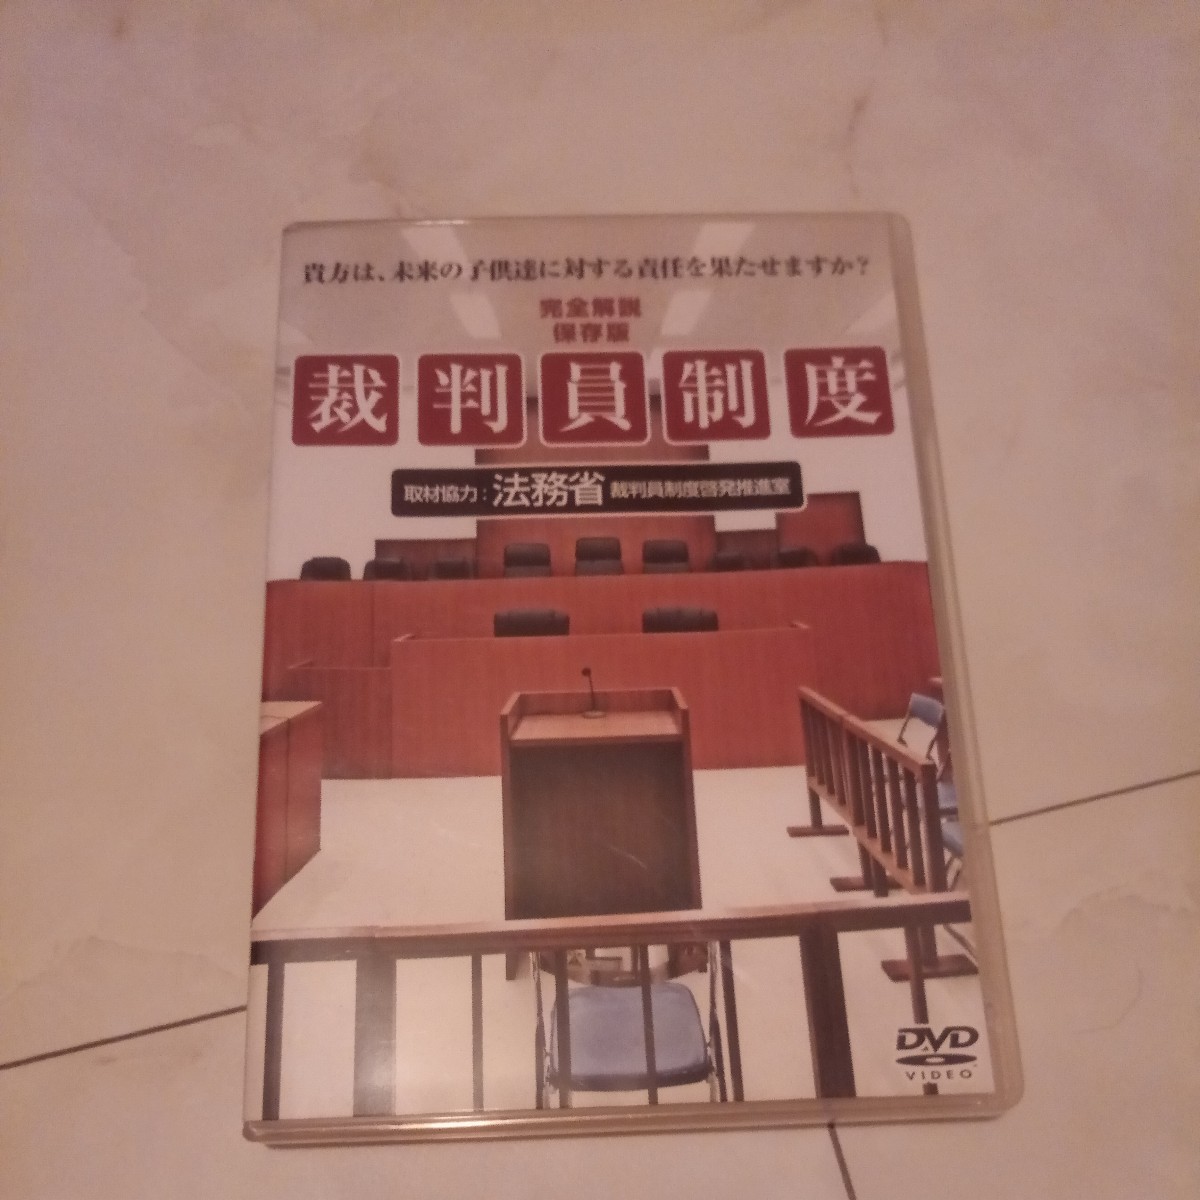 貴方は、未来の子供達に対する責任を果たせますか?
完全解説
保存版
裁判員制度
取材協力:法務省 裁判員制度啓発推進室
DVD
VIDEO